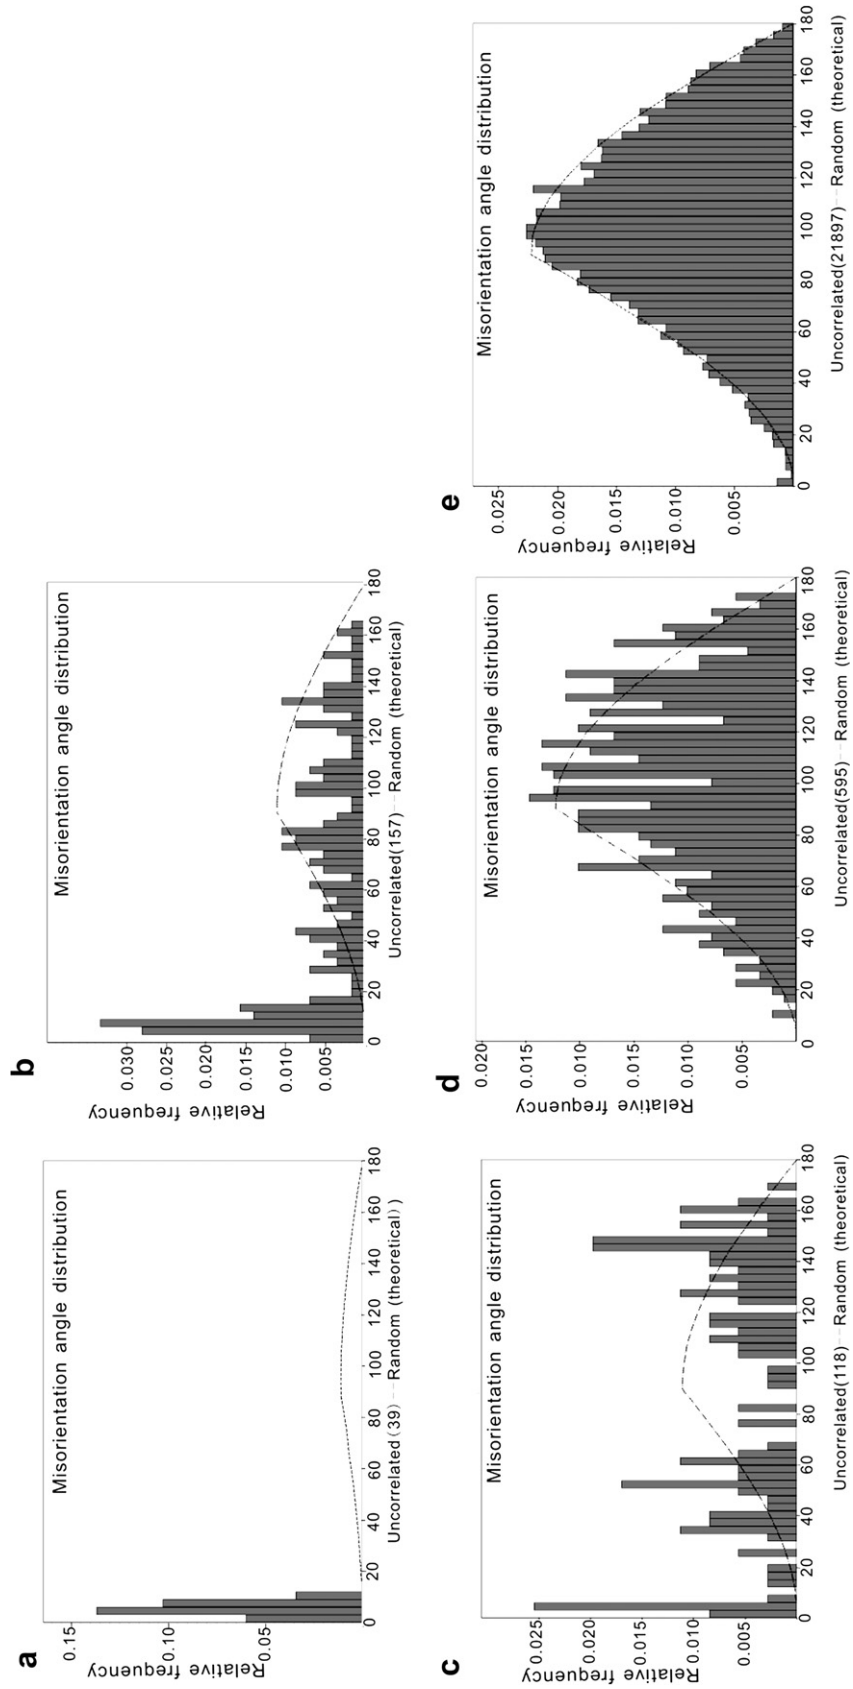 a
Misorientation angle distribution
Relative frequency
0.15
0.10
0.05
0 20 40 60 80 100 120 140 160 180
Uncorrelated (39) -- Random (theoretical))
b
Misorientation angle distribution
Relative frequency
0.030
0.025
0.020
0.015
0.010
0.005
0 20 40 60 80 100 120 140 160 180
Uncorrelated(157) -- Random (theoretical)
c
Misorientation angle distribution
Relative frequency
0.025
0.020
0.015
0.010
0.005
0 20 40 60 80 100 120 140 160 180
Uncorrelated(118) -- Random (theoretical)
d
Misorientation angle distribution
Relative frequency
0.020
0.015
0.010
0.015
0.010
0.005
0 20 40 60 80 100 120 140 160 180
Uncorrelated(595) -- Random (theoretical)
e
Misorientation angle distribution
Relative frequency
0.025
0.020
0.015
0.010
0.005
0 20 40 60 80 100 120 140 160 180
Uncorrelated(21897) -- Random (theoretical)